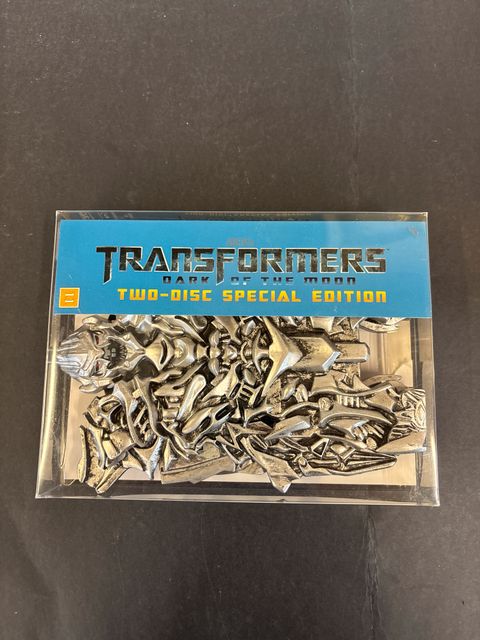 TRANSFORMERS
DARK OF THE MOON
TWO-DISC SPECIAL EDITION